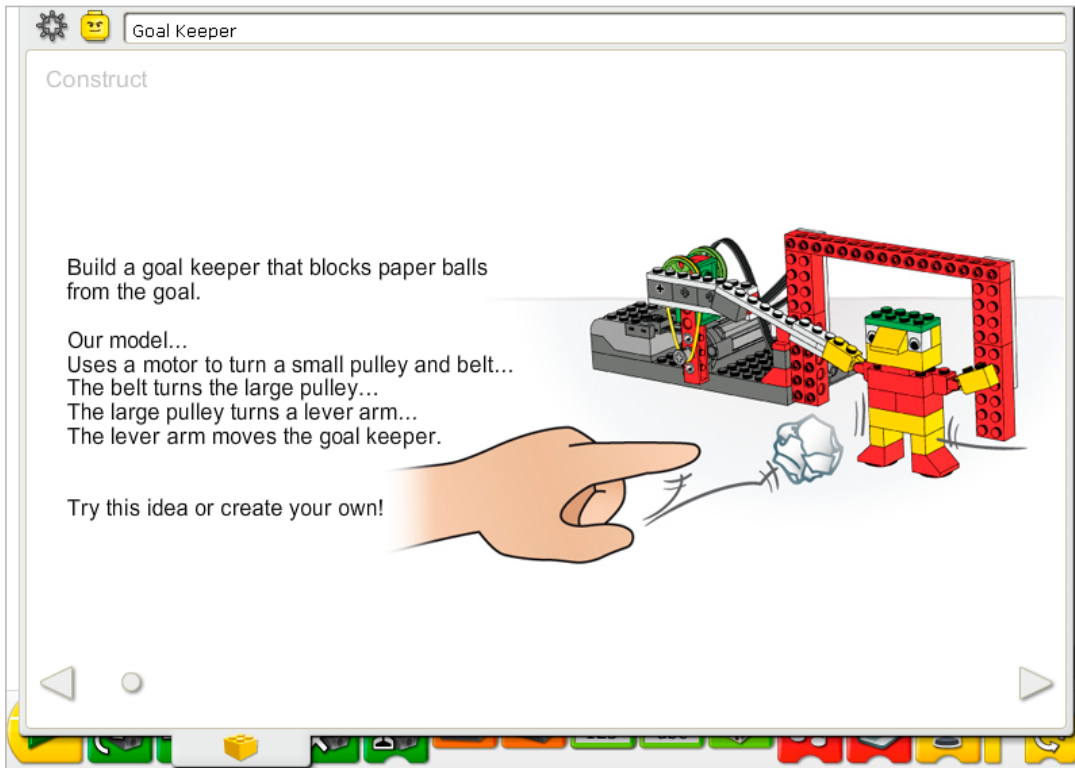 Goal Keeper
Construct
Build a goal keeper that blocks paper balls
from the goal.
Our model...
Uses a motor to turn a small pulley and belt...
The belt turns the large pulley...
The large pulley turns a lever arm...
The lever arm moves the goal keeper.
Try this idea or create your own!